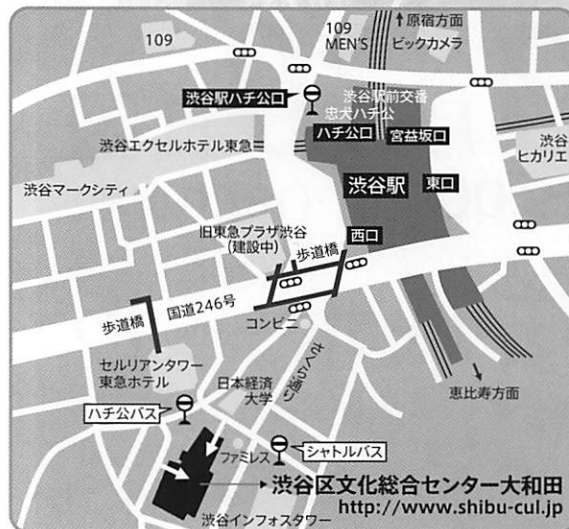 109
109
MEN'S
ビックカメラ
↑原宿方面
渋谷駅ハチ公口
渋谷駅前交番
忠犬ハチ公
ハチ公口
宮益坂口
渋谷エクセルホテル東急
渋谷
ヒカリエ
渋谷マークシティ
渋谷駅
東口
旧東急プラザ渋谷
(建設中)
歩道橋
西口
国道246号
歩道橋
コンビニ
さくら通り
セルリアンタワー
東急ホテル
日本経済
大学
恵比寿方面
ハチ公バス
ファミレス
シャトルバス
渋谷区文化総合センター大和田
http://www.shibu-cul.jp
渋谷インフォスタワー